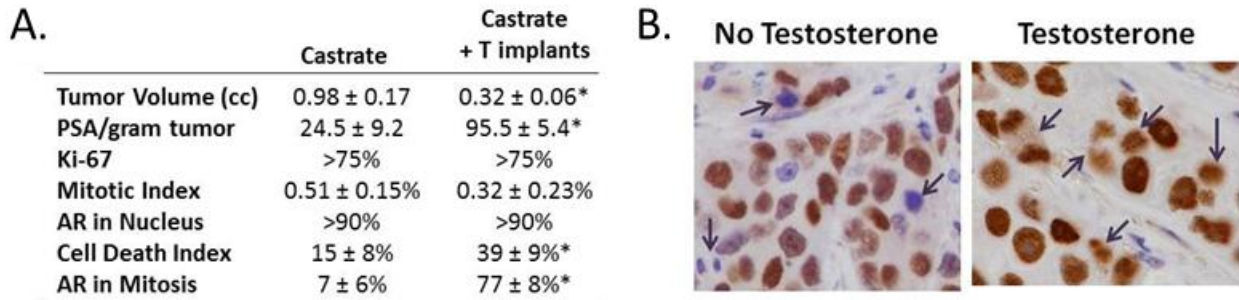 A.
Castrate Castrate + T implants
Tumor Volume (cc) 0.98 ± 0.17 0.32 ± 0.06*
PSA/gram tumor 24.5 ± 9.2 95.5 ± 5.4*
Ki-67 >75% >75%
Mitotic Index 0.51 ± 0.15% 0.32 ± 0.23%
AR in Nucleus >90% >90%
Cell Death Index 15 ± 8% 39 ± 9%*
AR in Mitosis 7 ± 6% 77 ± 8%*
B.
No Testosterone Testosterone